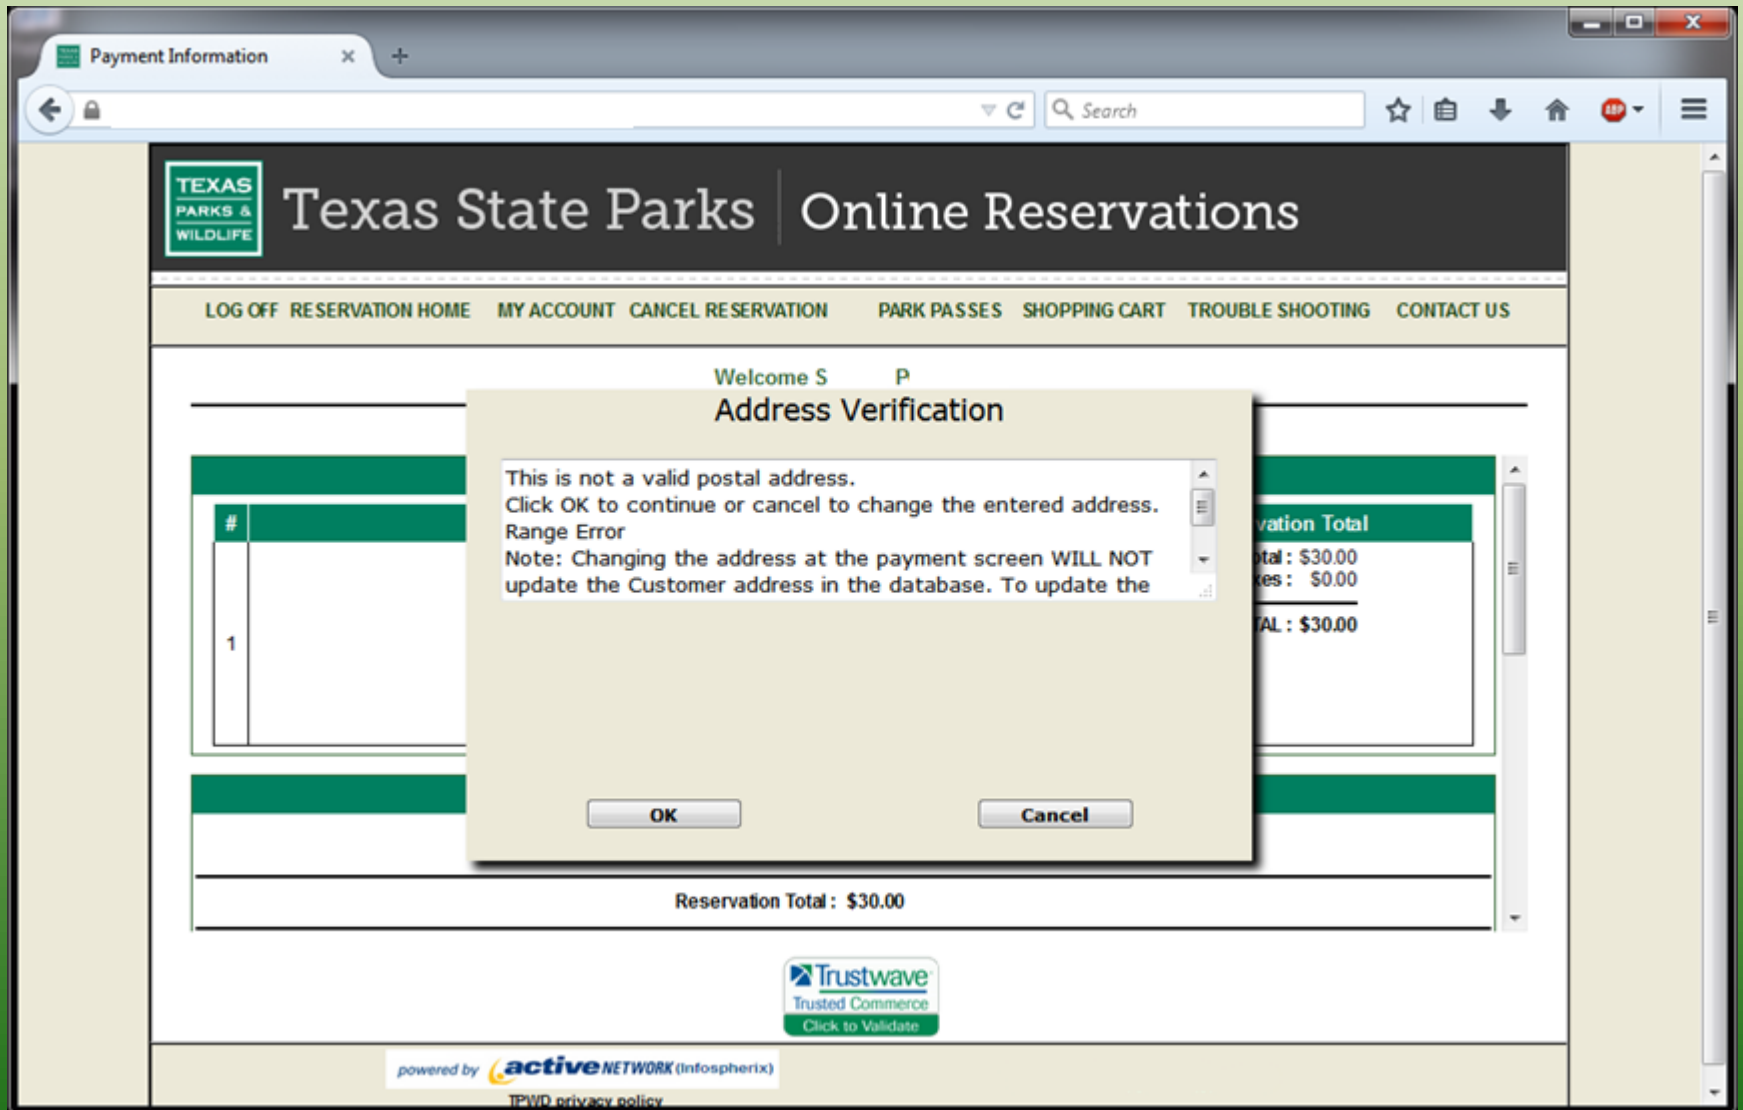 Payment Information
Search
TEXAS
PARKS &
WILDLIFE
Texas State Parks
Online Reservations
LOG OFF RESERVATION HOME MY ACCOUNT CANCEL RESERVATION PARK PASSES SHOPPING CART TROUBLE SHOOTING CONTACT US
Welcome S P
Address Verification
This is not a valid postal address.
Click OK to continue or cancel to change the entered address.
Range Error
Note: Changing the address at the payment screen WILL NOT
update the Customer address in the database. To update the
OK Cancel
#
vation Total
otal : $30.00
xes : $0.00
TAL : $30.00
1
Reservation Total : $30.00
Trustwave
Trusted Commerce
Click to Validate
powered by active NETWORK (Infospherix)
TPWD privacy policy
ABP